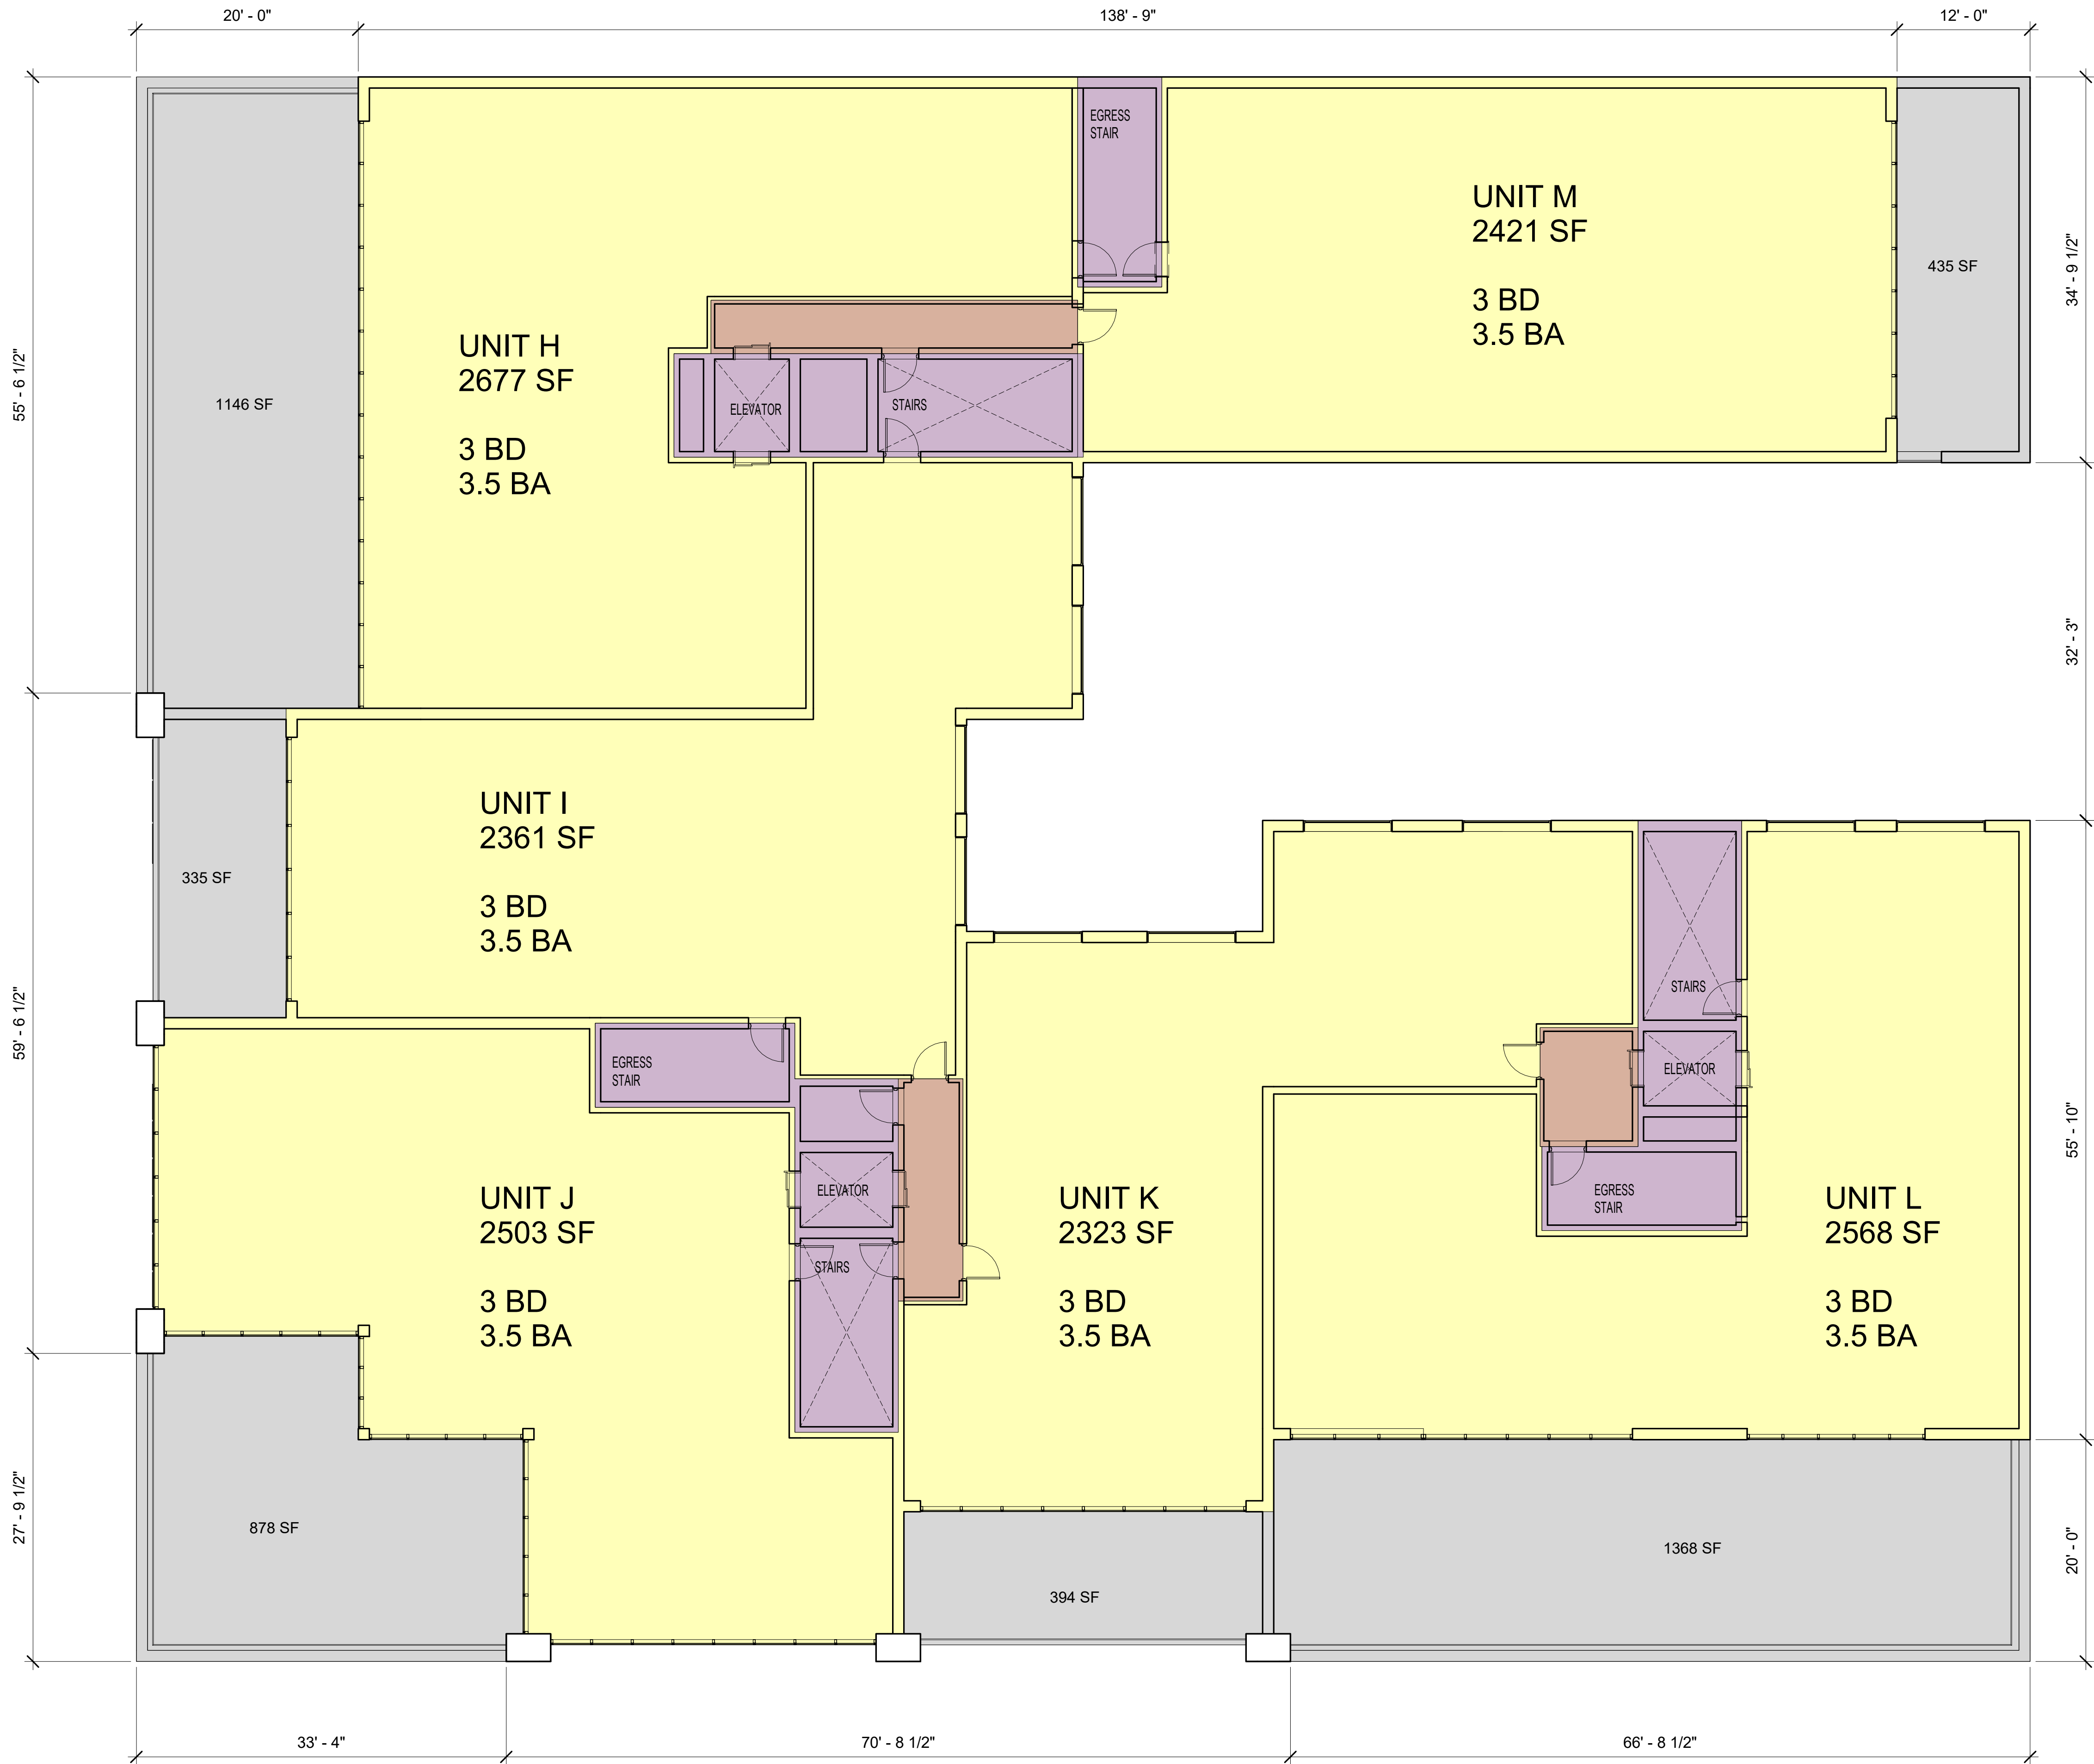 20' - 0"
138' - 9"
12' - 0"
EGRESS
STAIR
UNIT M
2421 SF
3 BD
3.5 BA
435 SF
34' - 9 1/2"
55' - 6 1/2"
1146 SF
UNIT H
2677 SF
3 BD
3.5 BA
ELEVATOR
STAIRS
32' - 3"
UNIT I
2361 SF
3 BD
3.5 BA
335 SF
59' - 6 1/2"
EGRESS
STAIR
STAIRS
ELEVATOR
55' - 10"
UNIT J
2503 SF
3 BD
3.5 BA
ELEVATOR
STAIRS
UNIT K
2323 SF
3 BD
3.5 BA
EGRESS
STAIR
UNIT L
2568 SF
3 BD
3.5 BA
27' - 9 1/2"
878 SF
394 SF
1368 SF
20' - 0"
33' - 4"
70' - 8 1/2"
66' - 8 1/2"